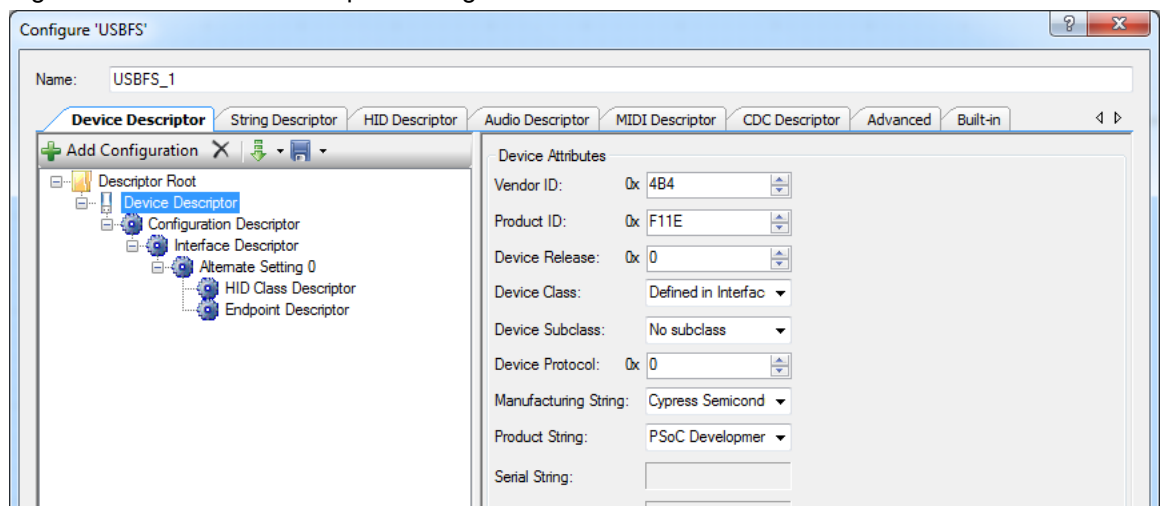 Configure 'USBFS'
Name: USBFS_1
Device Descriptor String Descriptor HID Descriptor Audio Descriptor MIDI Descriptor CDC Descriptor Advanced Built-in
Add Configuration
Descriptor Root
Device Descriptor
Configuration Descriptor
Interface Descriptor
Alternate Setting 0
HID Class Descriptor
Endpoint Descriptor
Device Attributes
Vendor ID: 0x 4B4
Product ID: 0x F11E
Device Release: 0x 0
Device Class: Defined in Interfac
Device Subclass: No subclass
Device Protocol: 0x 0
Manufacturing String: Cypress Semicond
Product String: PSoC Developmer
Serial String: